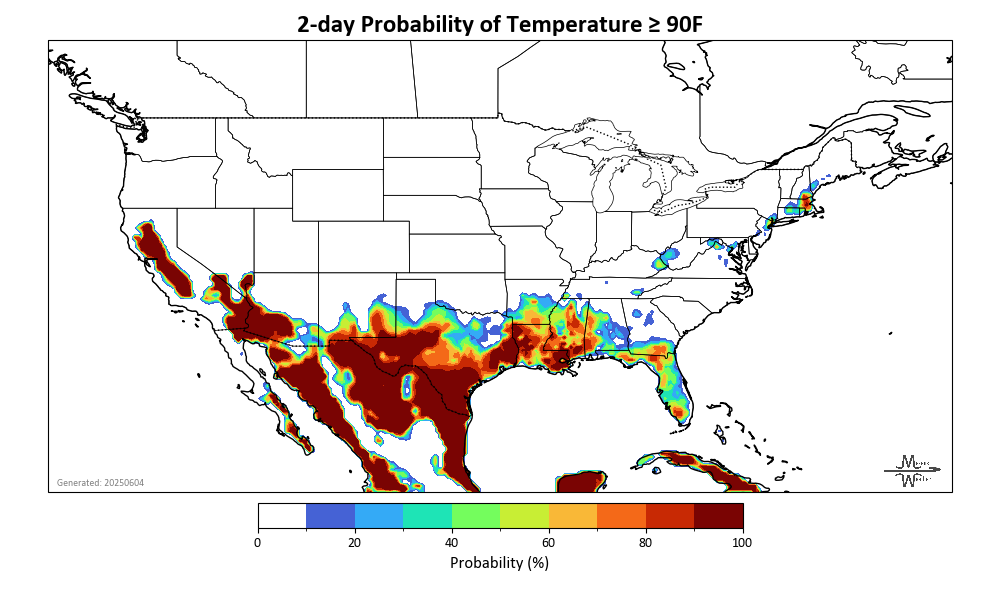 2-day Probability of Temperature ≥ 90F
Generated: 20250604
0 20 40 60 80 100
Probability (%)